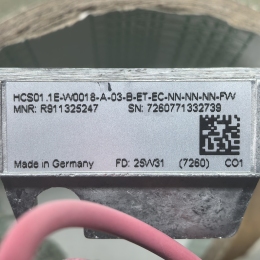 HCS01.1E-W0018-A-03-B-ET-EC-NN-NN-NN-FW
MNR: R911325247 SN: 7260771332739
Made in Germany FD: 25W31 (7260) C01